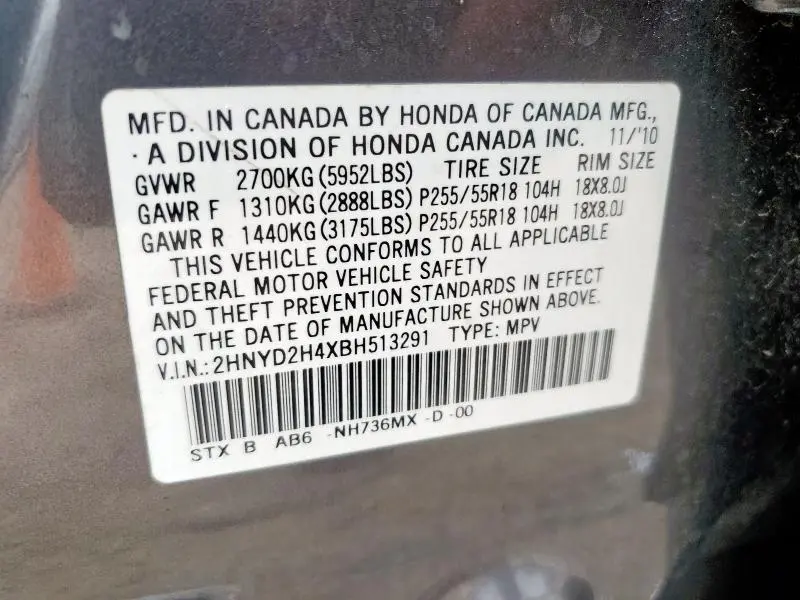 MFD. IN CANADA BY HONDA OF CANADA MFG.,
· A DIVISION OF HONDA CANADA INC. 11/'10
GVWR 2700KG (5952LBS) TIRE SIZE RIM SIZE
GAWR F 1310KG (2888LBS) P255/55R18 104H 18X8.0J
GAWR R 1440KG (3175LBS) P255/55R18 104H 18X8.0J
THIS VEHICLE CONFORMS TO ALL APPLICABLE
FEDERAL MOTOR VEHICLE SAFETY
AND THEFT PREVENTION STANDARDS IN EFFECT
ON THE DATE OF MANUFACTURE SHOWN ABOVE.
V.I.N.: 2HNYD2H4XBH513291 TYPE: MPV
STX B AB6 -NH736MX -D -00